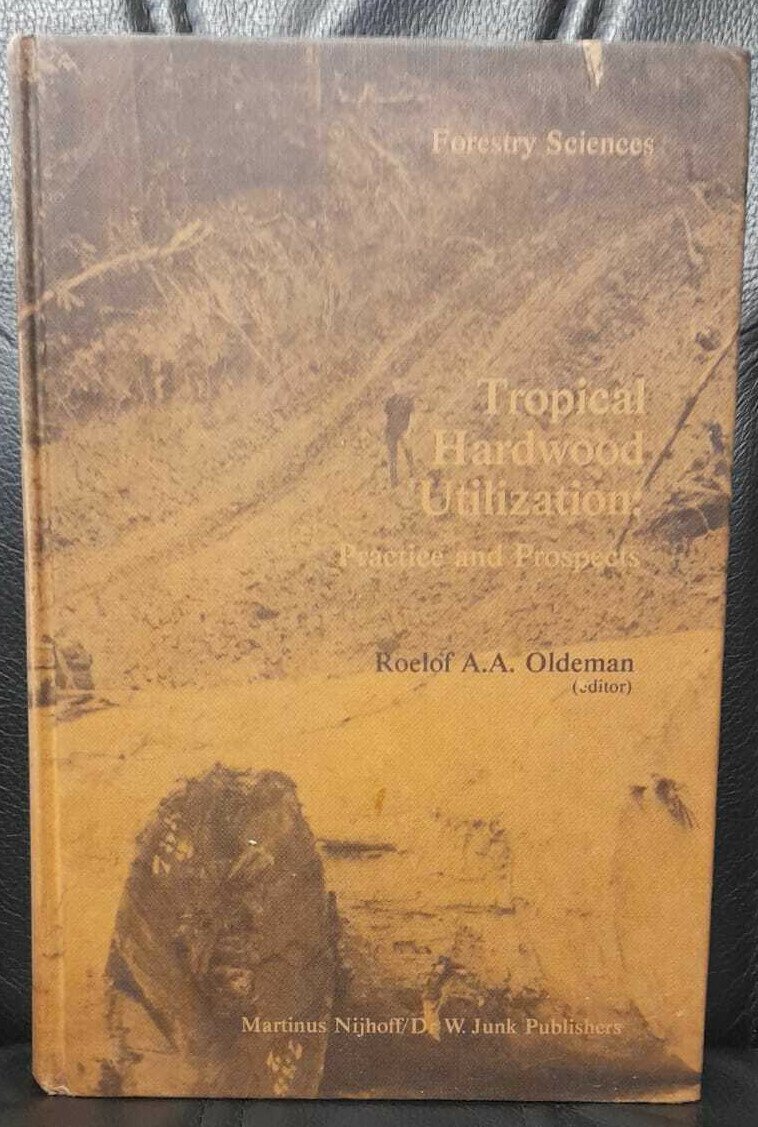 Forestry Sciences
Tropical
Hardwood
Utilization:
Practice and Prospects
Roelof A.A. Oldeman
(editor)
Martinus Nijhoff/Dr W. Junk Publishers